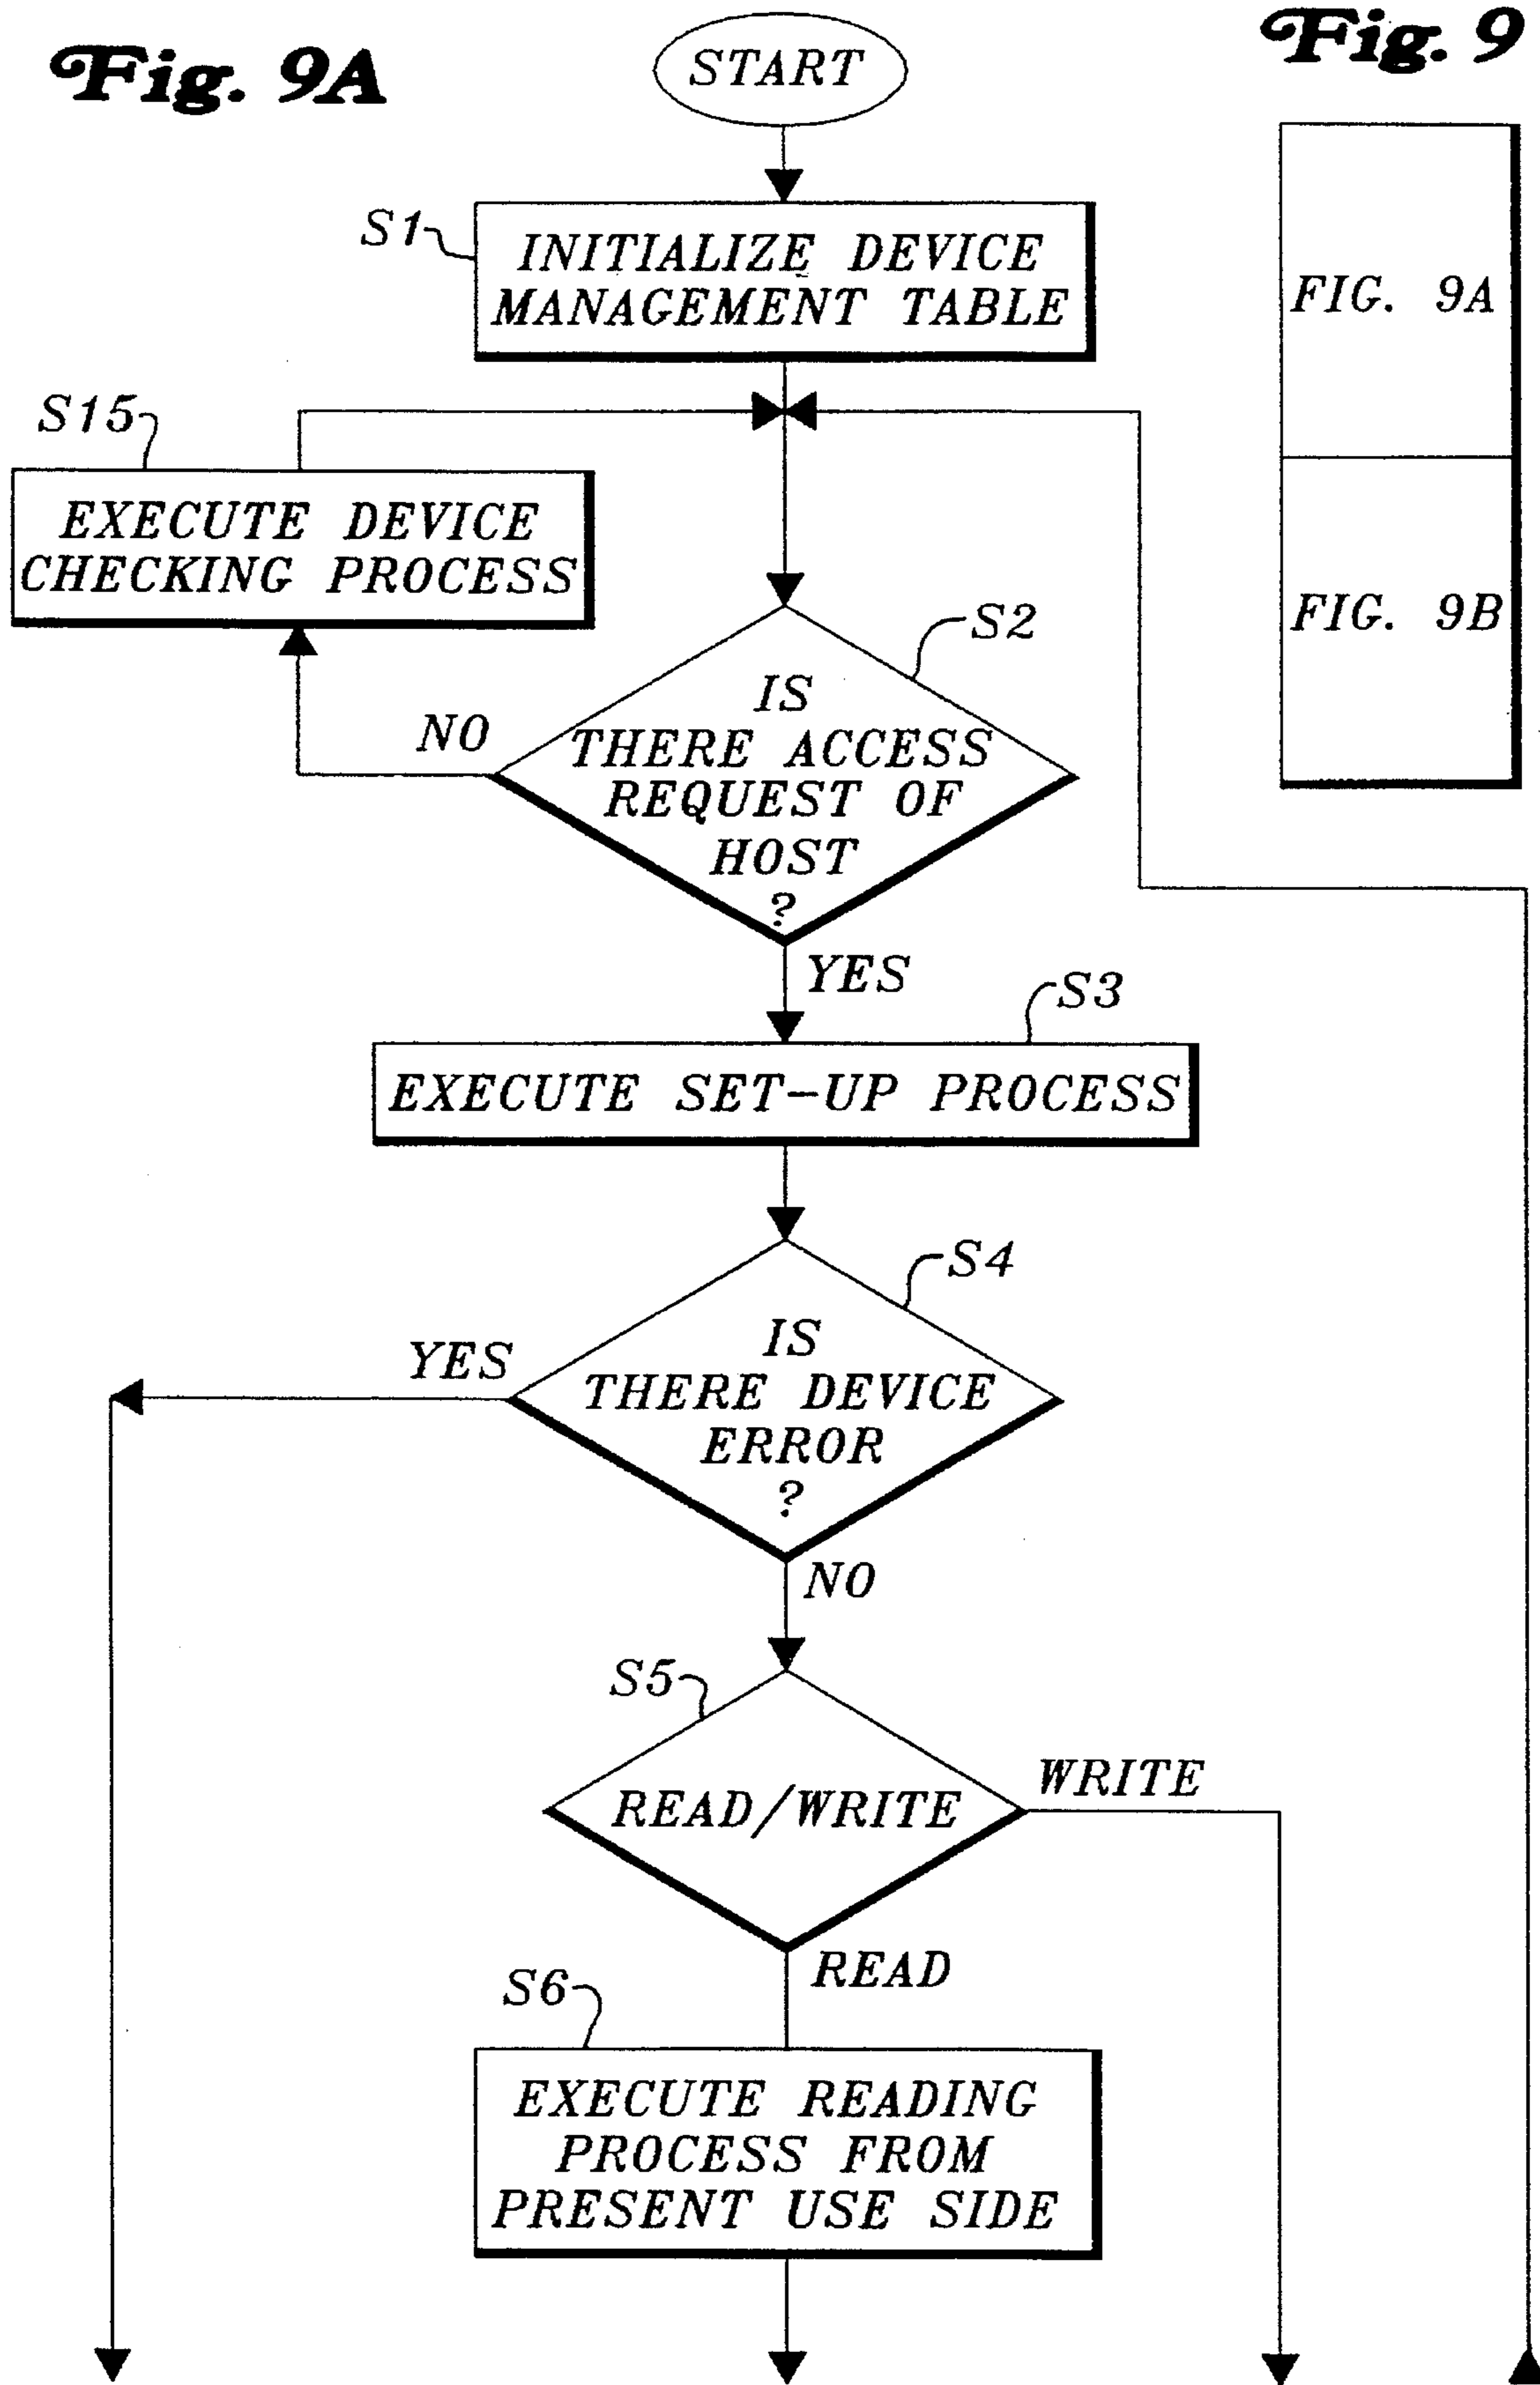 Fig. 9A
Fig. 9
START
S1
INITIALIZE DEVICE
MANAGEMENT TABLE
FIG. 9A
S15
EXECUTE DEVICE
CHECKING PROCESS
FIG. 9B
S2
IS
THERE ACCESS
REQUEST OF
HOST
?
NO
YES
S3
EXECUTE SET-UP PROCESS
S4
IS
THERE DEVICE
ERROR
?
YES
NO
S5
READ/WRITE
WRITE
READ
S6
EXECUTE READING
PROCESS FROM
PRESENT USE SIDE